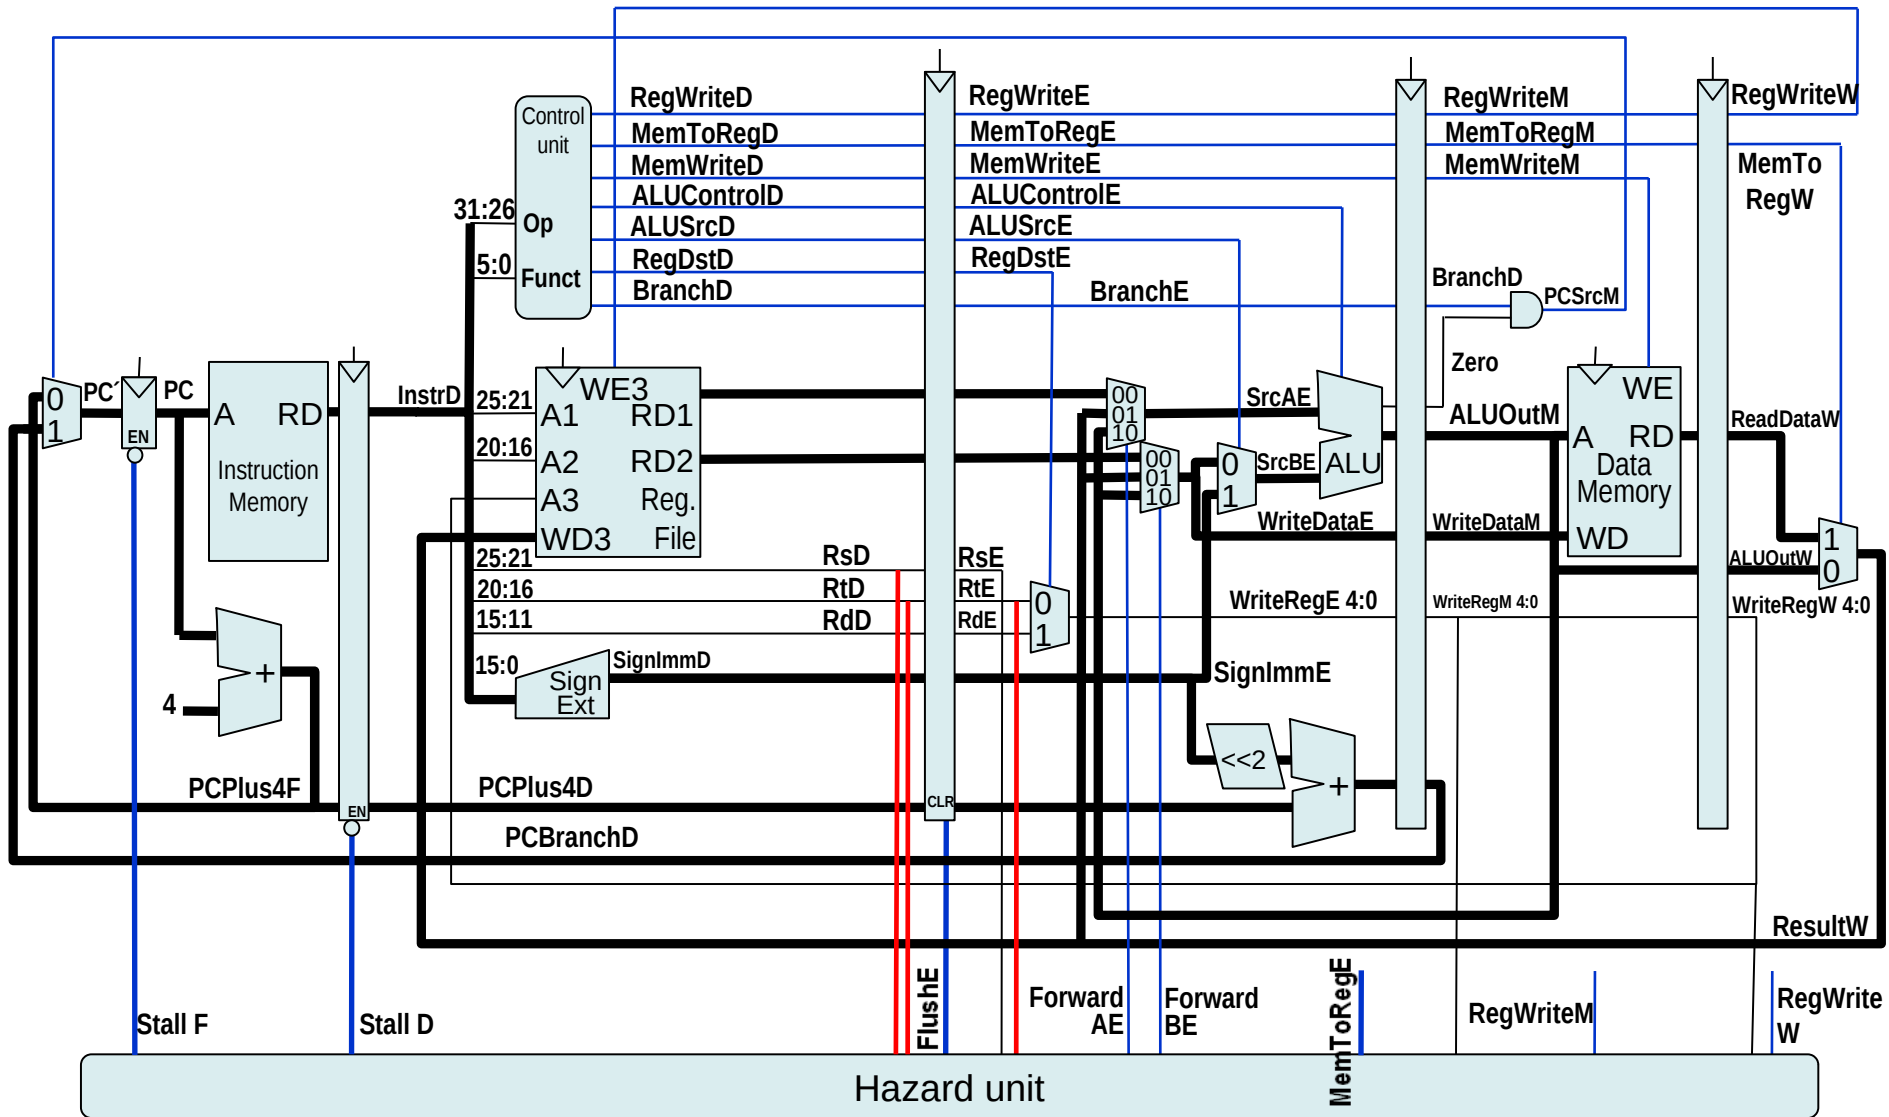 RegWriteD
RegWriteE
RegWriteM
RegWriteW
Control
unit
MemToRegD
MemToRegE
MemToRegM
MemWriteD
MemWriteE
MemWriteM
MemTo
RegW
ALUControlD
ALUControlE
31:26
Op
ALUSrcD
ALUSrcE
5:0
Funct
RegDstD
RegDstE
BranchD
BranchE
BranchD
PCSrcM
Zero
0
1
PC´
PC
EN
A
RD
Instruction
Memory
InstrD
25:21
20:16
WE3
A1
RD1
A2
RD2
A3
Reg.
WD3
File
00
01
10
00
01
10
SrcAE
0
1
SrcBE
ALU
ALUOutM
WE
A
RD
Data
Memory
WD
ReadDataW
WriteDataE
WriteDataM
1
0
ALUOutW
25:21
RsD
RsE
20:16
RtD
RtE
15:11
RdD
RdE
0
1
WriteRegE 4:0
WriteRegM 4:0
WriteRegW 4:0
15:0
SignImmD
Sign
Ext
SignImmE
+
4
<<2
+
PCPlus4F
EN
PCPlus4D
CLR
PCBranchD
ResultW
Stall F
Stall D
FlushE
Forward
AE
Forward
BE
MemToRegE
RegWriteM
RegWrite
W
Hazard unit